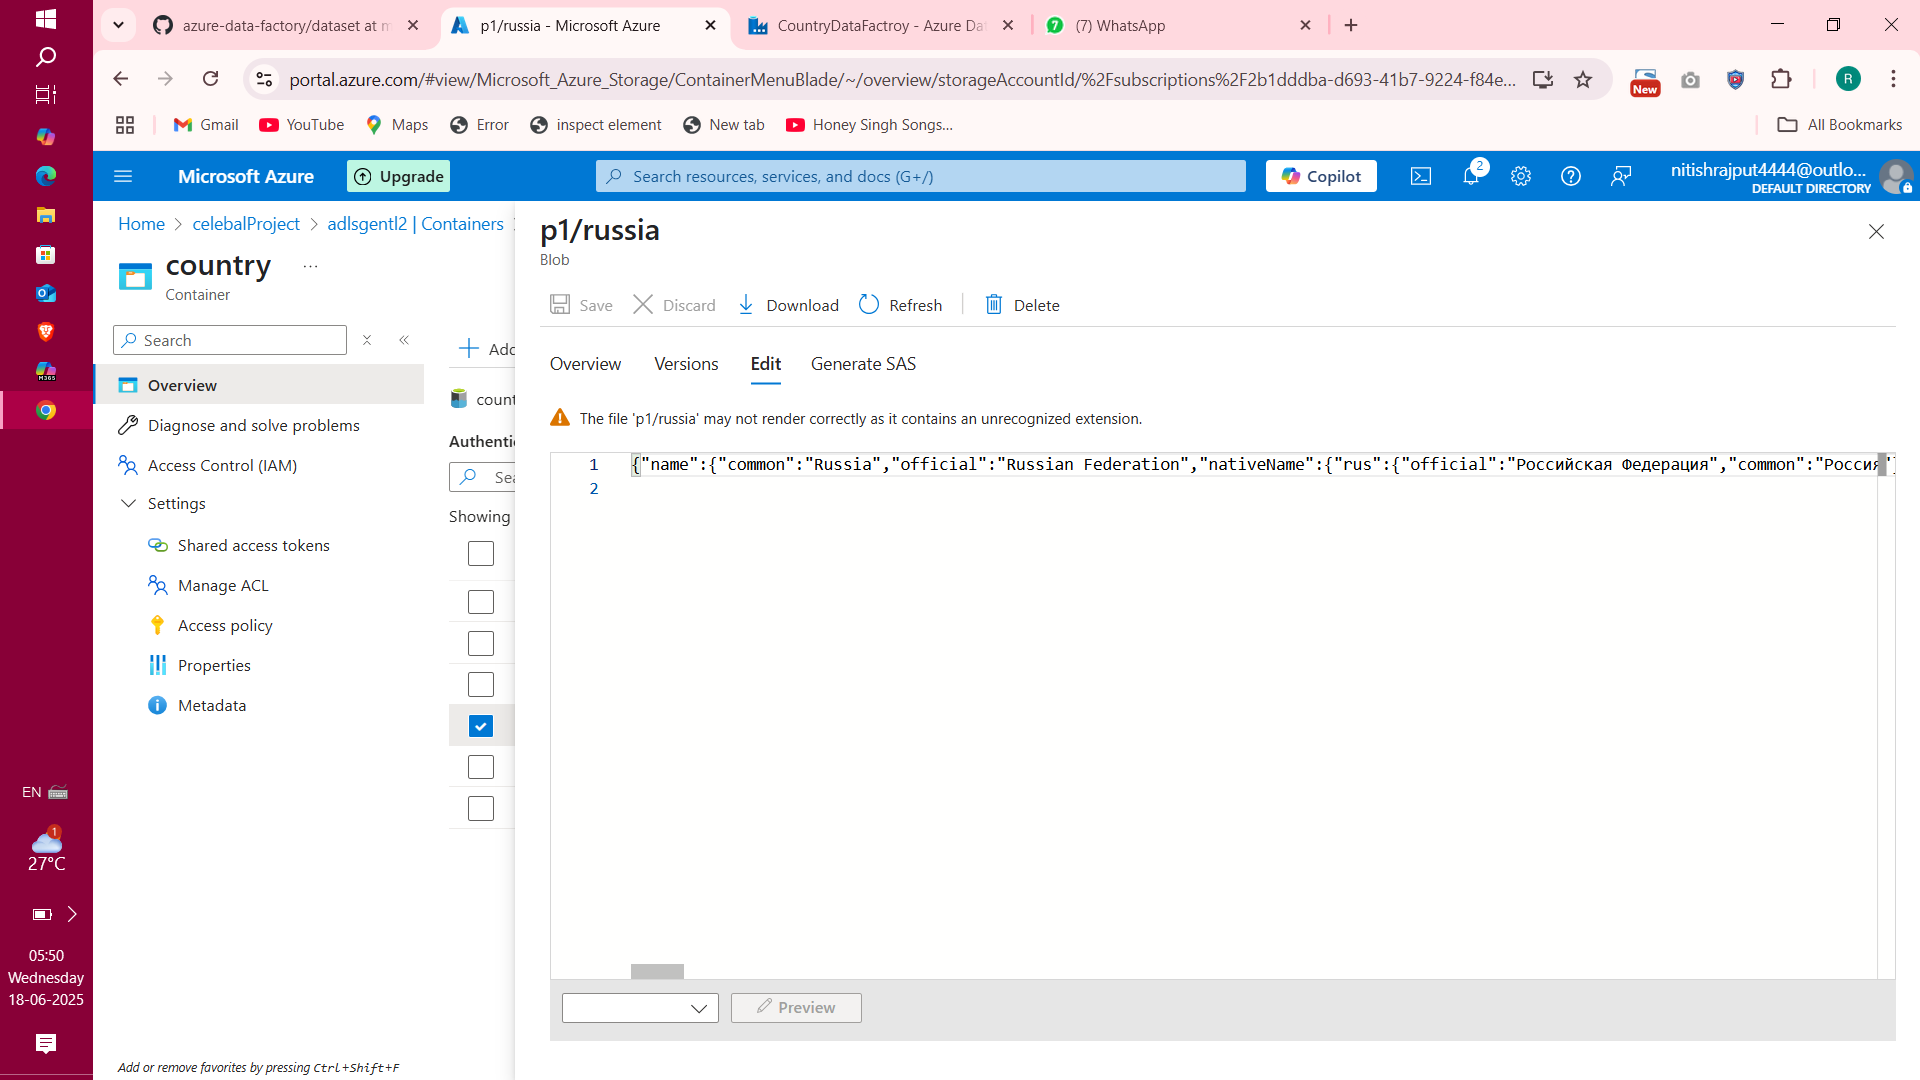 azure-data-factory/dataset at m
p1/russia - Microsoft Azure
CountryDataFactroy - Azure Da
(7) WhatsApp
portal.azure.com/#view/Microsoft_Azure_Storage/ContainerMenuBlade/~/overview/storageAccountId/%2Fsubscriptions%2F2b1dddba-d693-41b7-9224-f84e...
New
R
Gmail
YouTube
Maps
Error
inspect element
New tab
Honey Singh Songs...
All Bookmarks
Microsoft Azure
Upgrade
Search resources, services, and docs (G+/)
Copilot
2
nitishrajput4444@outlo...
DEFAULT DIRECTORY
Home > celebalProject > adlsgentl2 | Containers >
country
...
Container
Search
Overview
Diagnose and solve problems
Access Control (IAM)
Settings
Shared access tokens
Manage ACL
Access policy
Properties
Metadata
Add or remove favorites by pressing Ctrl+Shift+F
Add
count
Authenti
Sea
Showing
p1/russia
Blob
Save
Discard
Download
Refresh
Delete
Overview
Versions
Edit
Generate SAS
The file 'p1/russia' may not render correctly as it contains an unrecognized extension.
1 {"name":{"common":"Russia","official":"Russian Federation","nativeName":{"rus":{"official":"Российская Федерация","common":"Россия"}
2
Preview
M365
EN
1
27°C
05:50
Wednesday
18-06-2025